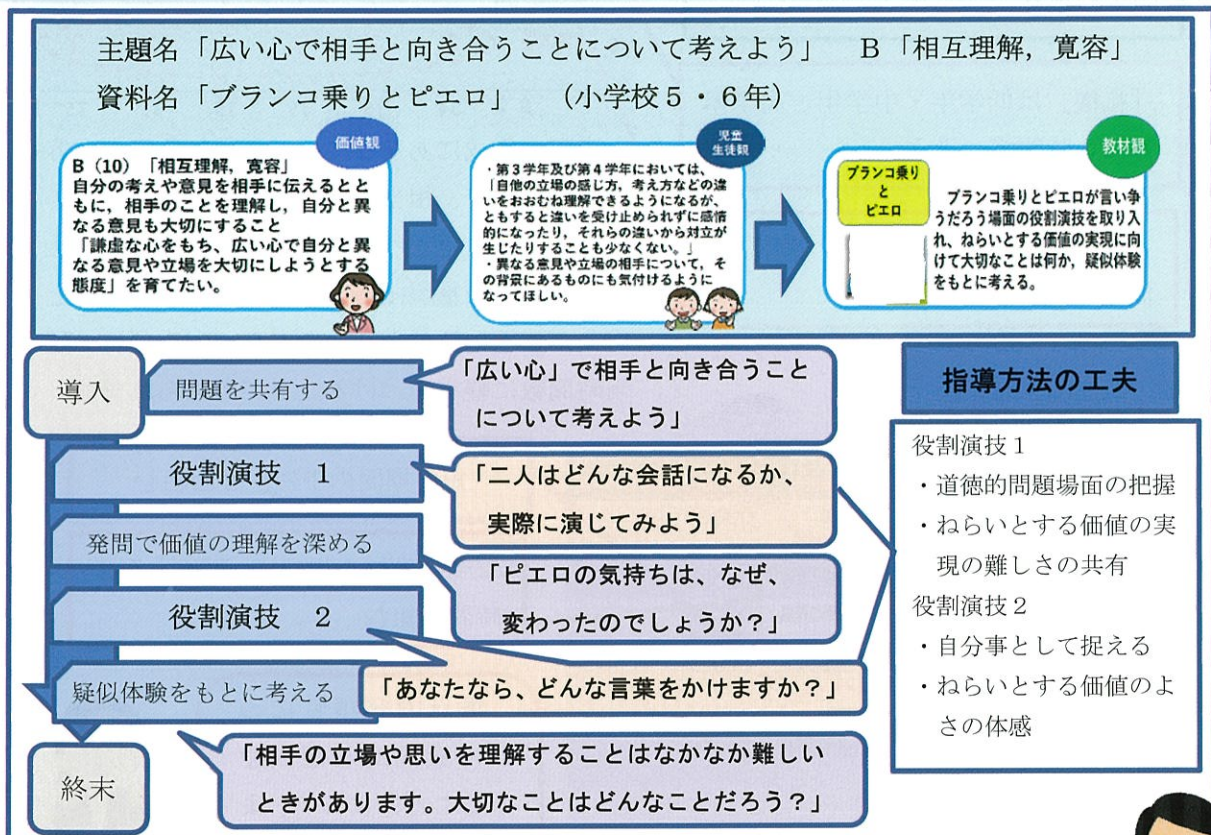 主題名「広い心で相手と向き合うことについて考えよう」　B「相互理解，寛容」
資料名「ブランコ乗りとピエロ」　（小学校５・６年）
価値観
B（10）「相互理解，寛容」
自分の考えや意見を相手に伝えるとと
もに，相手のことを理解し，自分と異
なる意見も大切にすること
「謙虚な心をもち、広い心で自分と異
なる意見や立場を大切にしようとする
態度」を育てたい。
児童
生徒観
・第３学年及び第４学年においては、
「自他の立場の感じ方，考え方などの違
いをおおむね理解できるようになるが、
ともすると違いを受け止められずに感情
的になったり，それらの違いから対立が
生じたりすることも少なくない。」
・異なる意見や立場の相手について，そ
の背景にあるものにも気付けるように
なってほしい。
教材観
ブランコ乗り
と
ピエロ
ブランコ乗りとピエロが言い争
うだろう場面の役割演技を取り入
れ、ねらいとする価値の実現に向
けて大切なことは何か，疑似体験
をもとに考える。
導入
問題を共有する
「広い心」で相手と向き合うこと
について考えよう」
役割演技　１
「二人はどんな会話になるか、
実際に演じてみよう」
発問で価値の理解を深める
「ピエロの気持ちは、なぜ、
変わったのでしょうか？」
役割演技　２
「あなたなら、どんな言葉をかけますか？」
疑似体験をもとに考える
「相手の立場や思いを理解することはなかなか難しい
ときがあります。大切なことはどんなことだろう？」
終末
指導方法の工夫
役割演技１
・道徳的問題場面の把握
・ねらいとする価値の実
現の難しさの共有
役割演技２
・自分事として捉える
・ねらいとする価値のよ
さの体感